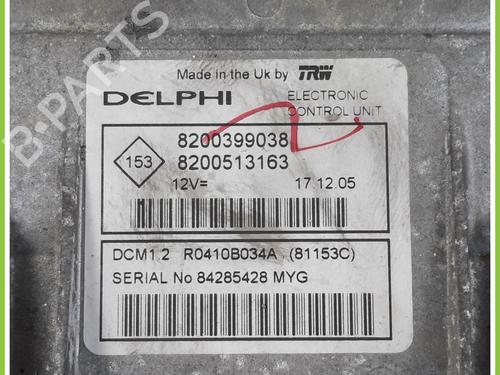 B-PARTS
Made in the Uk by TRW
DELPHI
ELECTRONIC
CONTROL UNIT
8200399038
153
8200513163
12V=
17.12.05
DCM1.2 R0410B034A (81153C)
SERIAL No 84285428 MYG